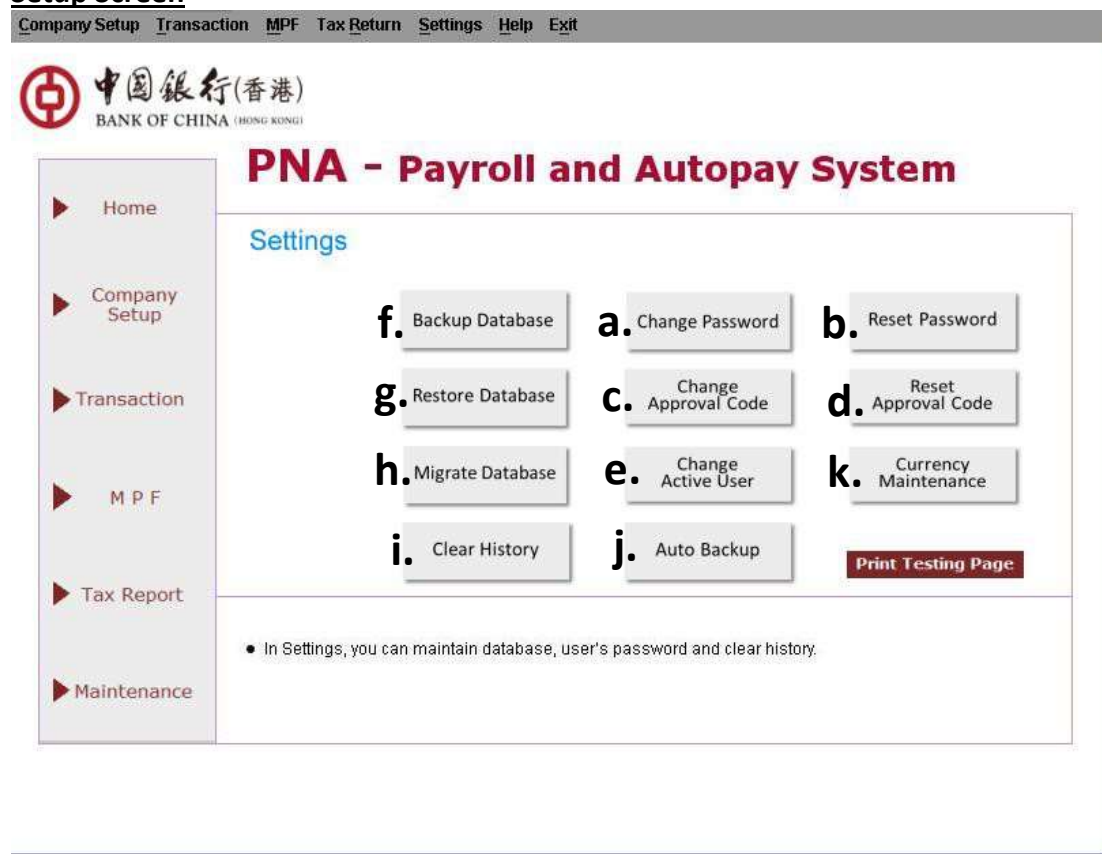 Setup Screen
Company Setup Transaction MPF Tax Return Settings Help Exit
中国銀行(香港)
BANK OF CHINA (HONG KONG)
PNA - Payroll and Autopay System
Home
Company
Setup
Transaction
M P F
Tax Report
Maintenance
Settings
f. Backup Database
a. Change Password
b. Reset Password
g. Restore Database
c. Change
Approval Code
d. Reset
Approval Code
h. Migrate Database
e. Change
Active User
k. Currency
Maintenance
i. Clear History
j. Auto Backup
Print Testing Page
● In Settings, you can maintain database, user's password and clear history.